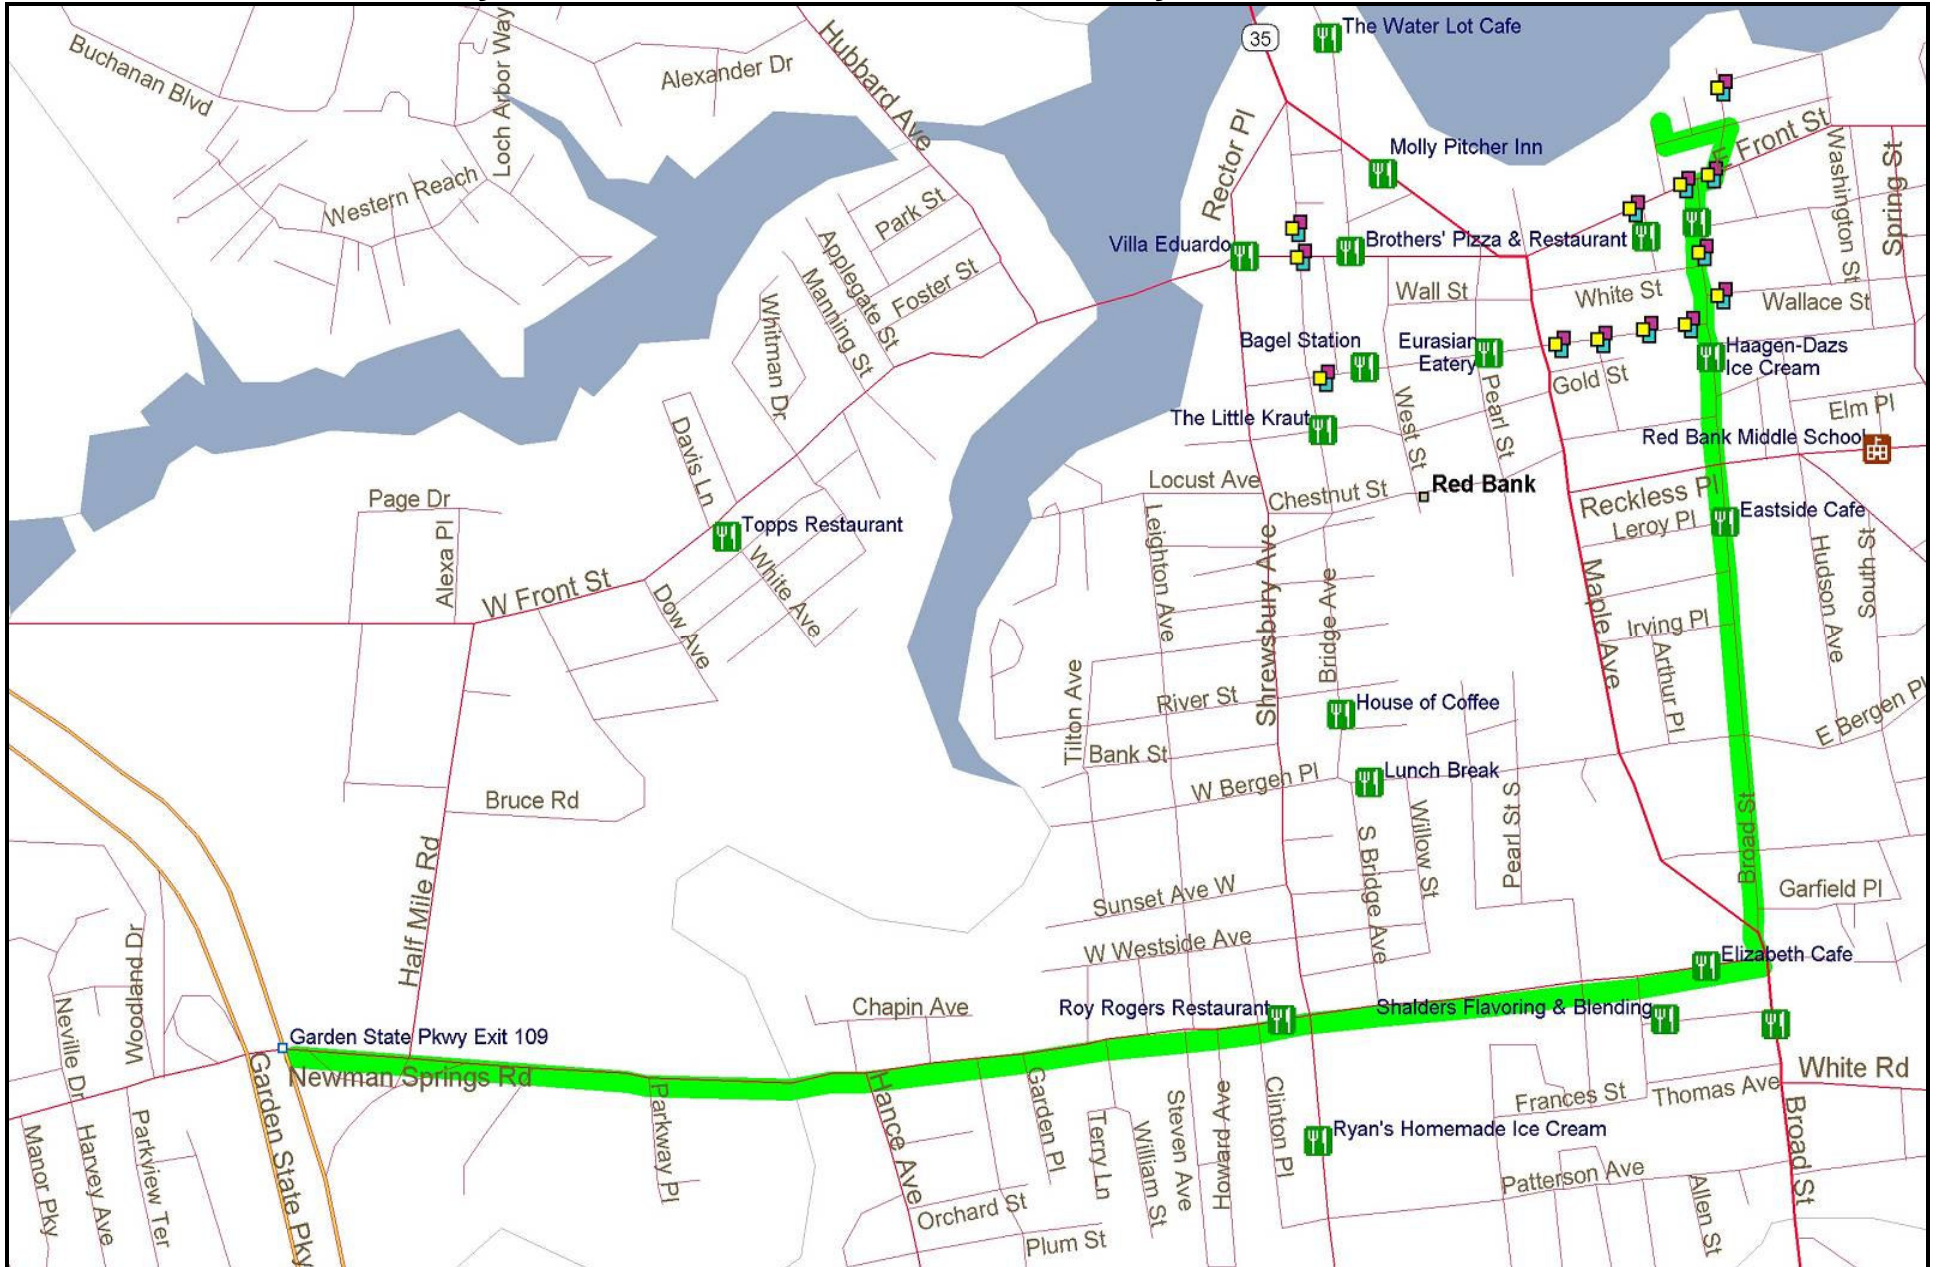 Buchanan Blvd
Loch Arbor Way
Alexander Dr
Hubbard Ave
35
The Water Lot Cafe
Western Reach
Park St
Rector Pl
Molly Pitcher Inn
E Front St
Washington St
Spring St
Applegate St
Manning St
Foster St
Villa Eduardo
Brothers' Pizza & Restaurant
Whitman Dr
Wall St
White St
Wallace St
Bagel Station
Eurasian
Eatery
Haagen-Dazs
Ice Cream
Gold St
Elm Pl
Davis Ln
The Little Kraut
West St
Pearl St
Red Bank Middle School
Page Dr
Alexa Pl
Locust Ave
Chestnut St
Red Bank
Reckless Pl
Leroy Pl
Eastside Cafe
Topps Restaurant
White Ave
W Front St
Dow Ave
Leighton Ave
Shrewsbury Ave
Bridge Ave
Maple Ave
Irving Pl
Arthur Pl
Hudson Ave
South St
E Bergen Pl
Tilton Ave
River St
House of Coffee
Bank St
W Bergen Pl
Lunch Break
Bruce Rd
Half Mile Rd
S Bridge Ave
Willow St
Pearl St S
Broad St
Garfield Pl
Sunset Ave W
W Westside Ave
Elizabeth Cafe
Woodland Dr
Neville Dr
Chapin Ave
Roy Rogers Restaurant
Shalders Flavoring & Blending
Garden State Pkwy Exit 109
Newman Springs Rd
White Rd
Garden State Pky
Parkway Pl
Hance Ave
Garden Pl
Terry Ln
William St
Steven Ave
Howard Ave
Clinton Pl
Frances St
Thomas Ave
Broad St
Manor Pky
Harvey Ave
Parkview Ter
Ryan's Homemade Ice Cream
Patterson Ave
Allen St
Orchard St
Plum St